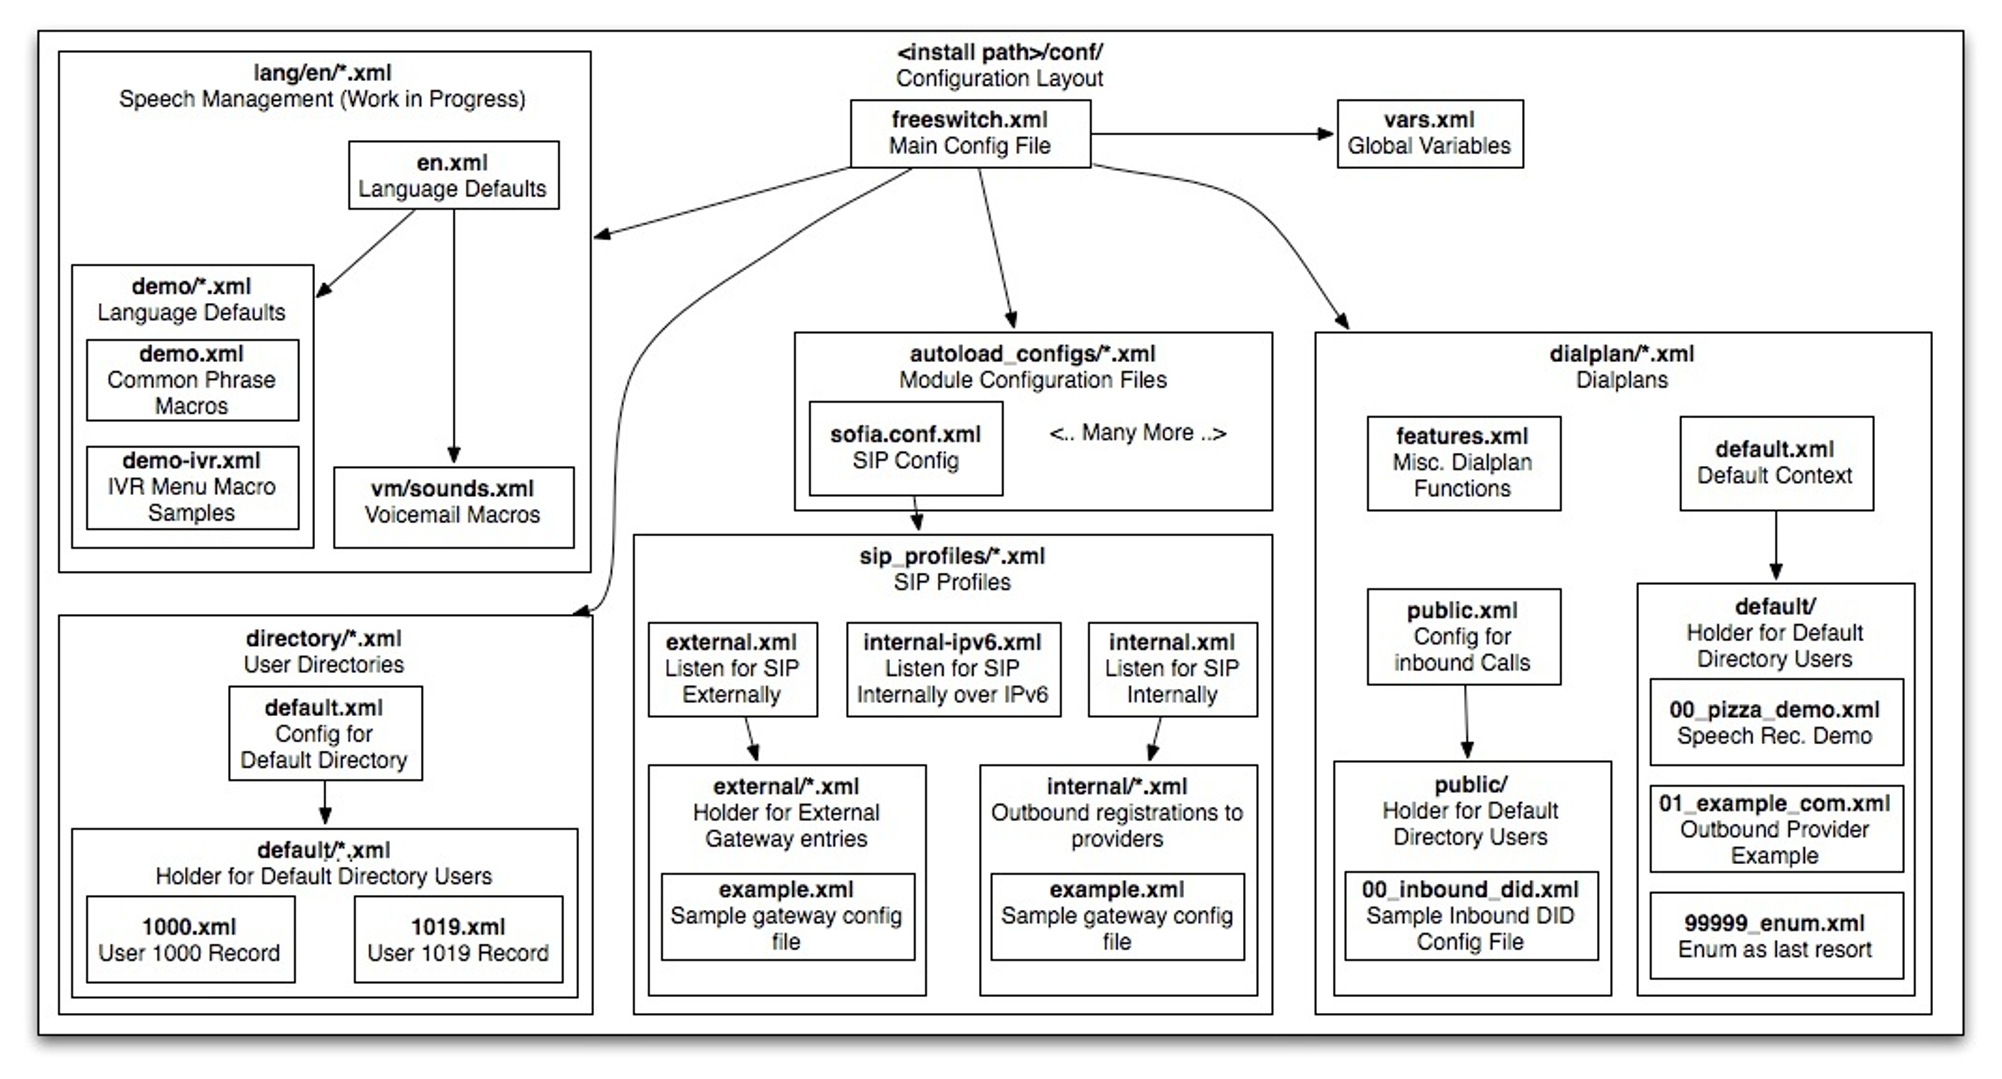 <install path>/conf/
Configuration Layout
freeswitch.xml
Main Config File
vars.xml
Global Variables
lang/en/*.xml
Speech Management (Work in Progress)
en.xml
Language Defaults
demo/*.xml
Language Defaults
demo.xml
Common Phrase
Macros
demo-ivr.xml
IVR Menu Macro
Samples
vm/sounds.xml
Voicemail Macros
directory/*.xml
User Directories
default.xml
Config for
Default Directory
default/*.xml
Holder for Default Directory Users
1000.xml
User 1000 Record
1019.xml
User 1019 Record
autoload_configs/*.xml
Module Configuration Files
sofia.conf.xml
SIP Config
<.. Many More ..>
sip_profiles/*.xml
SIP Profiles
external.xml
Listen for SIP
Externally
internal-ipv6.xml
Listen for SIP
Internally over IPv6
internal.xml
Listen for SIP
Internally
external/*.xml
Holder for External
Gateway entries
example.xml
Sample gateway config
file
internal/*.xml
Outbound registrations to
providers
example.xml
Sample gateway config
file
dialplan/*.xml
Dialplans
features.xml
Misc. Dialplan
Functions
default.xml
Default Context
public.xml
Config for
inbound Calls
public/
Holder for Default
Directory Users
00_inbound_did.xml
Sample Inbound DID
Config File
default/
Holder for Default
Directory Users
00_pizza_demo.xml
Speech Rec. Demo
01_example_com.xml
Outbound Provider
Example
99999_enum.xml
Enum as last resort